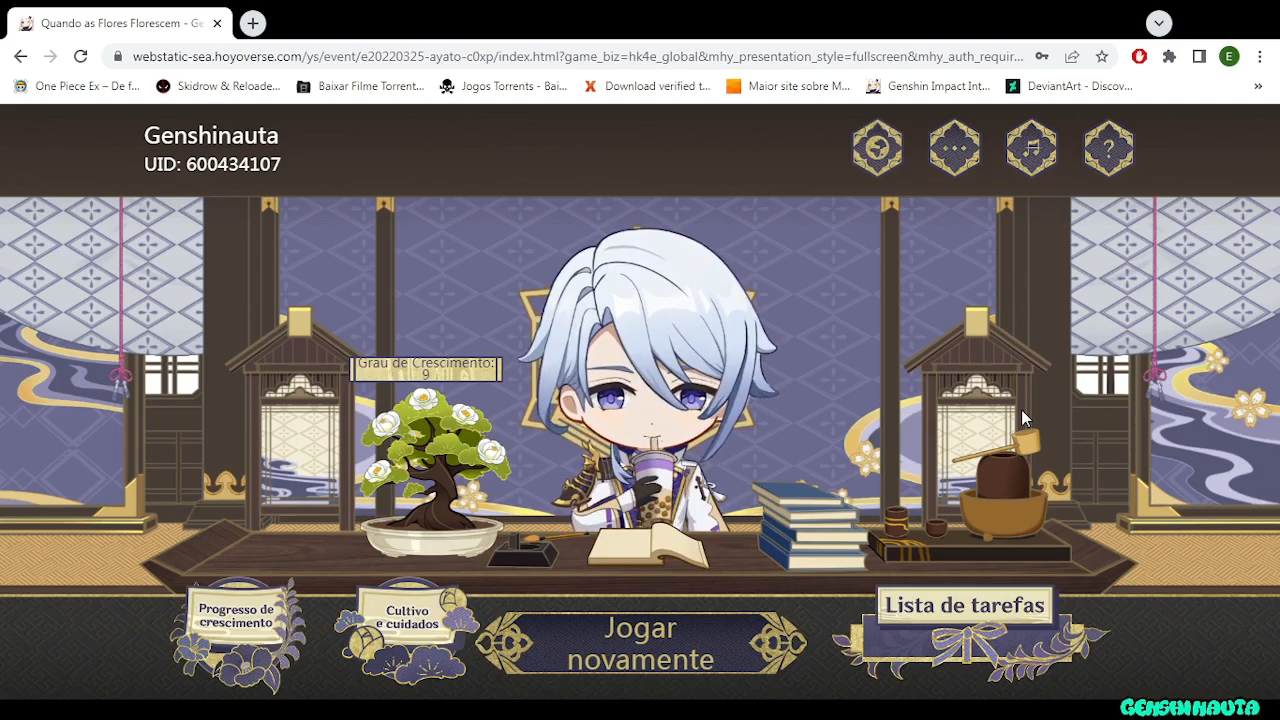 Quando as Flores Florescem - Ge
webstatic-sea.hoyoverse.com/ys/event/e20220325-ayato-c0xp/index.html?game_biz=hk4e_global&mhy_presentation_style=fullscreen&mhy_auth_requir...
E
One Piece Ex – De f...
Skidrow & Reloade...
Baixar Filme Torrent...
Jogos Torrents - Bai...
Download verified t...
Maior site sobre M...
Genshin Impact Int...
DeviantArt - Discov...
Genshinauta
UID: 600434107
?
Grau de Crescimento:
9
Progresso de
crescimento
Cultivo
e cuidados
Jogar
novamente
Lista de tarefas
GENSHINAUTA